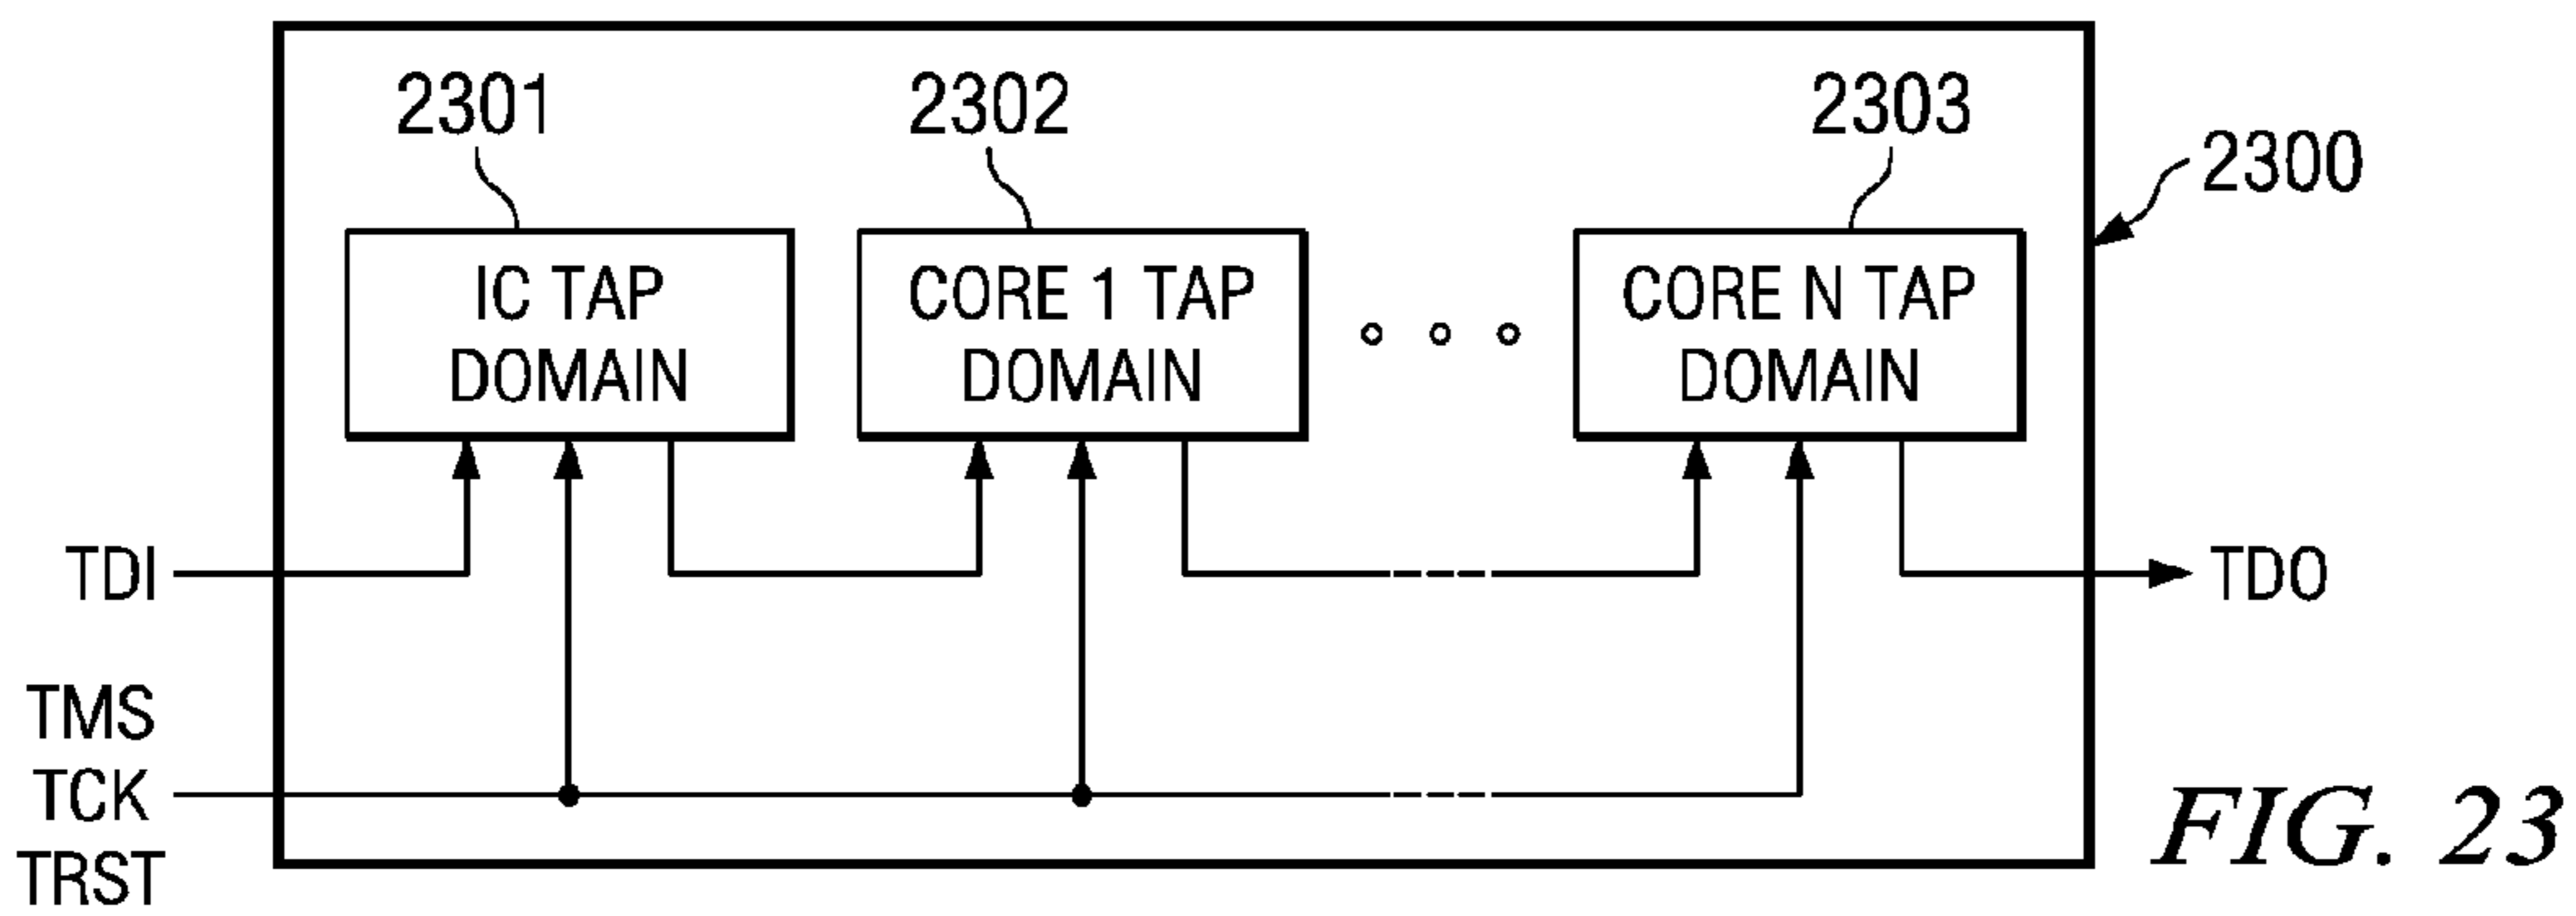 2301
2302
2303
2300
IC TAP
DOMAIN
CORE 1 TAP
DOMAIN
CORE N TAP
DOMAIN
TDI
TDO
TMS
TCK
TRST
FIG. 23